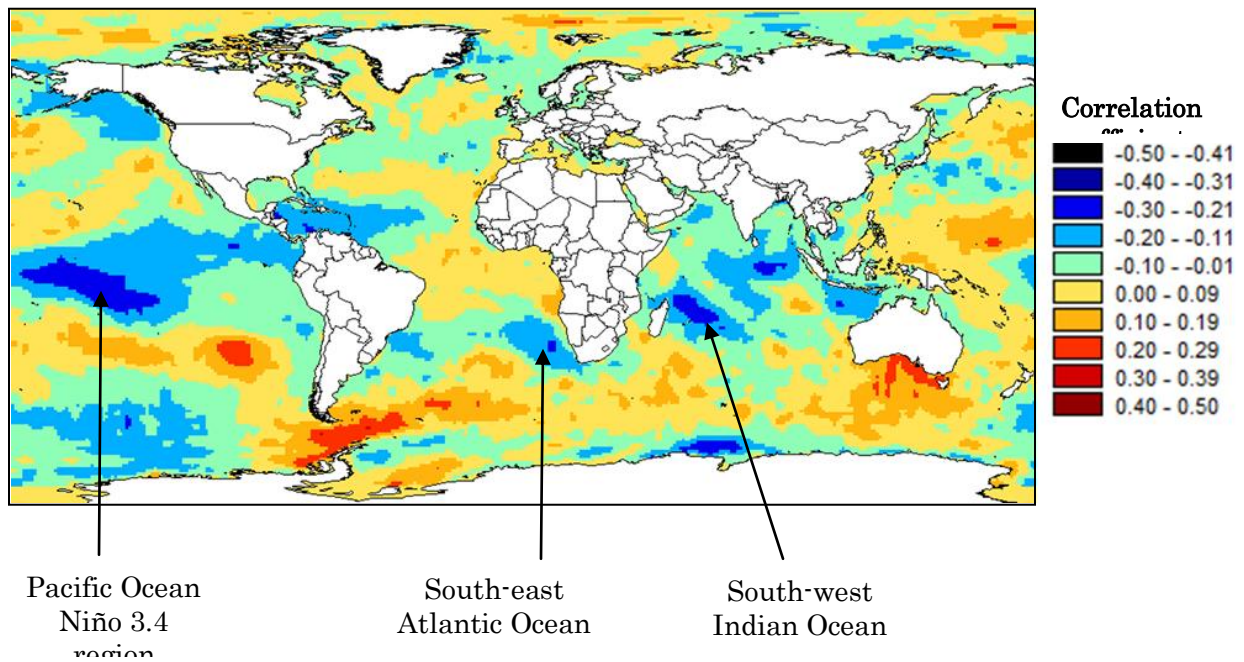 Correlation
-0.50 - -0.41
-0.40 - -0.31
-0.30 - -0.21
-0.20 - -0.11
-0.10 - -0.01
0.00 - 0.09
0.10 - 0.19
0.20 - 0.29
0.30 - 0.39
0.40 - 0.50
Pacific Ocean
Niño 3.4
region
South-east
Atlantic Ocean
South-west
Indian Ocean